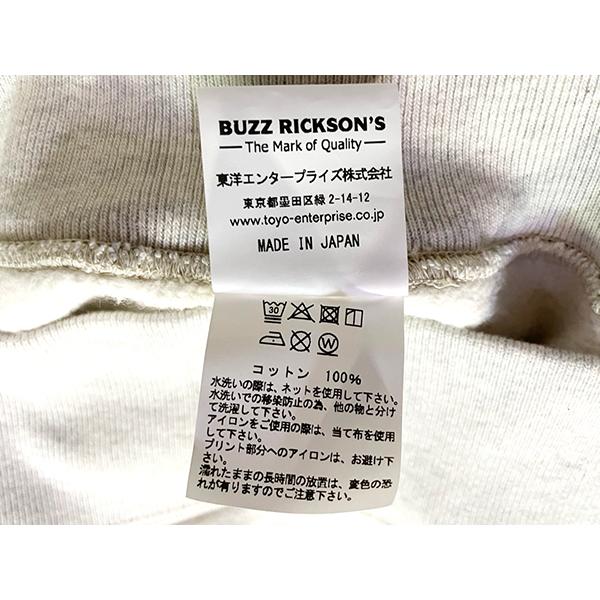 BUZZ RICKSON'S
The Mark of Quality
東洋エンタープライズ株式会社
東京都墨田区緑 2-14-12
www.toyo-enterprise.co.jp
MADE IN JAPAN
30
W
コットン 100%
水洗いの際は、ネットを使用して下さい。
水洗いでの移染防止の為、他の物と分け
て洗濯して下さい。
アイロンをご使用の際は、当て布を使用
して下さい。
プリント部分へのアイロンは、お避け下
さい。
濡れたままの長時間の放置は、変色の恐
れが有りますのでご注意下さい。